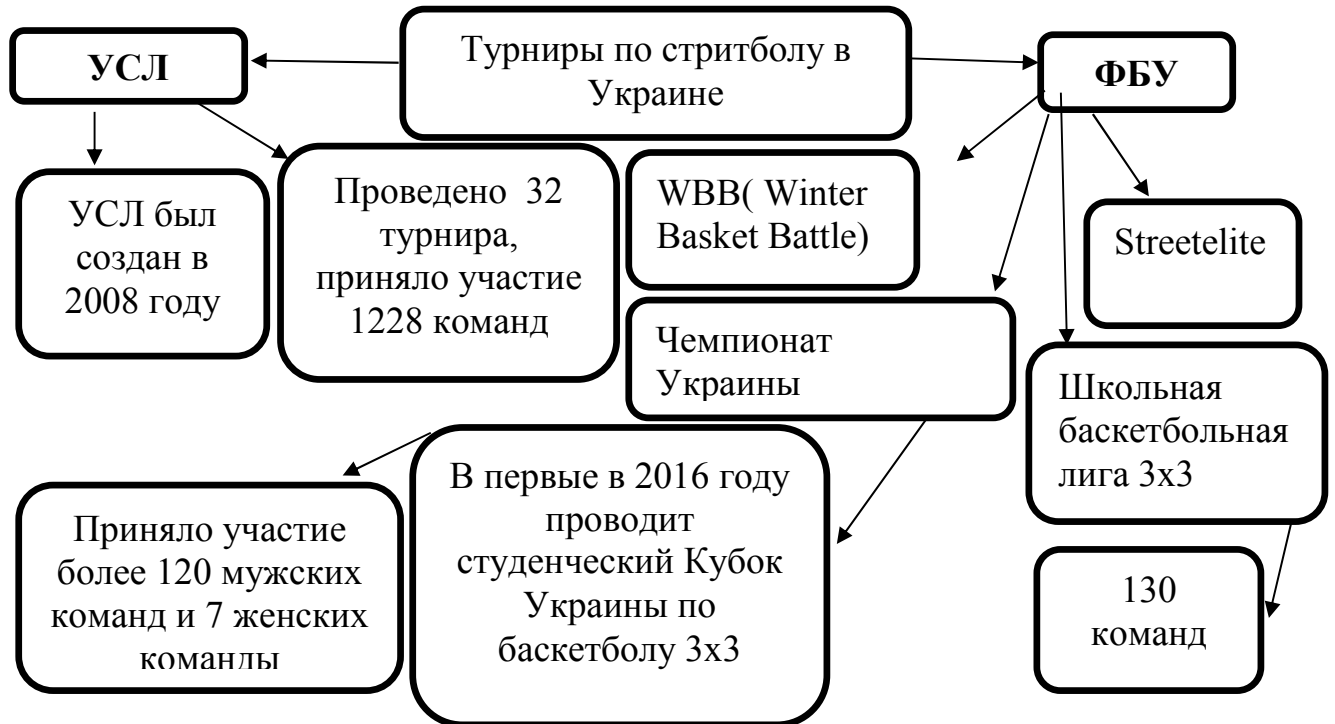 Турниры по стритболу в
Украине
УСЛ
ФБУ
УСЛ был
создан в
2008 году
Проведено 32
турнира,
приняло участие
1228 команд
WBB( Winter
Basket Battle)
Streetelite
Чемпионат
Украины
Школьная
баскетбольная
лига 3х3
Приняло участие
более 120 мужских
команд и 7 женских
команды
В первые в 2016 году
проводит
студенческий Кубок
Украины по
баскетболу 3х3
130
команд